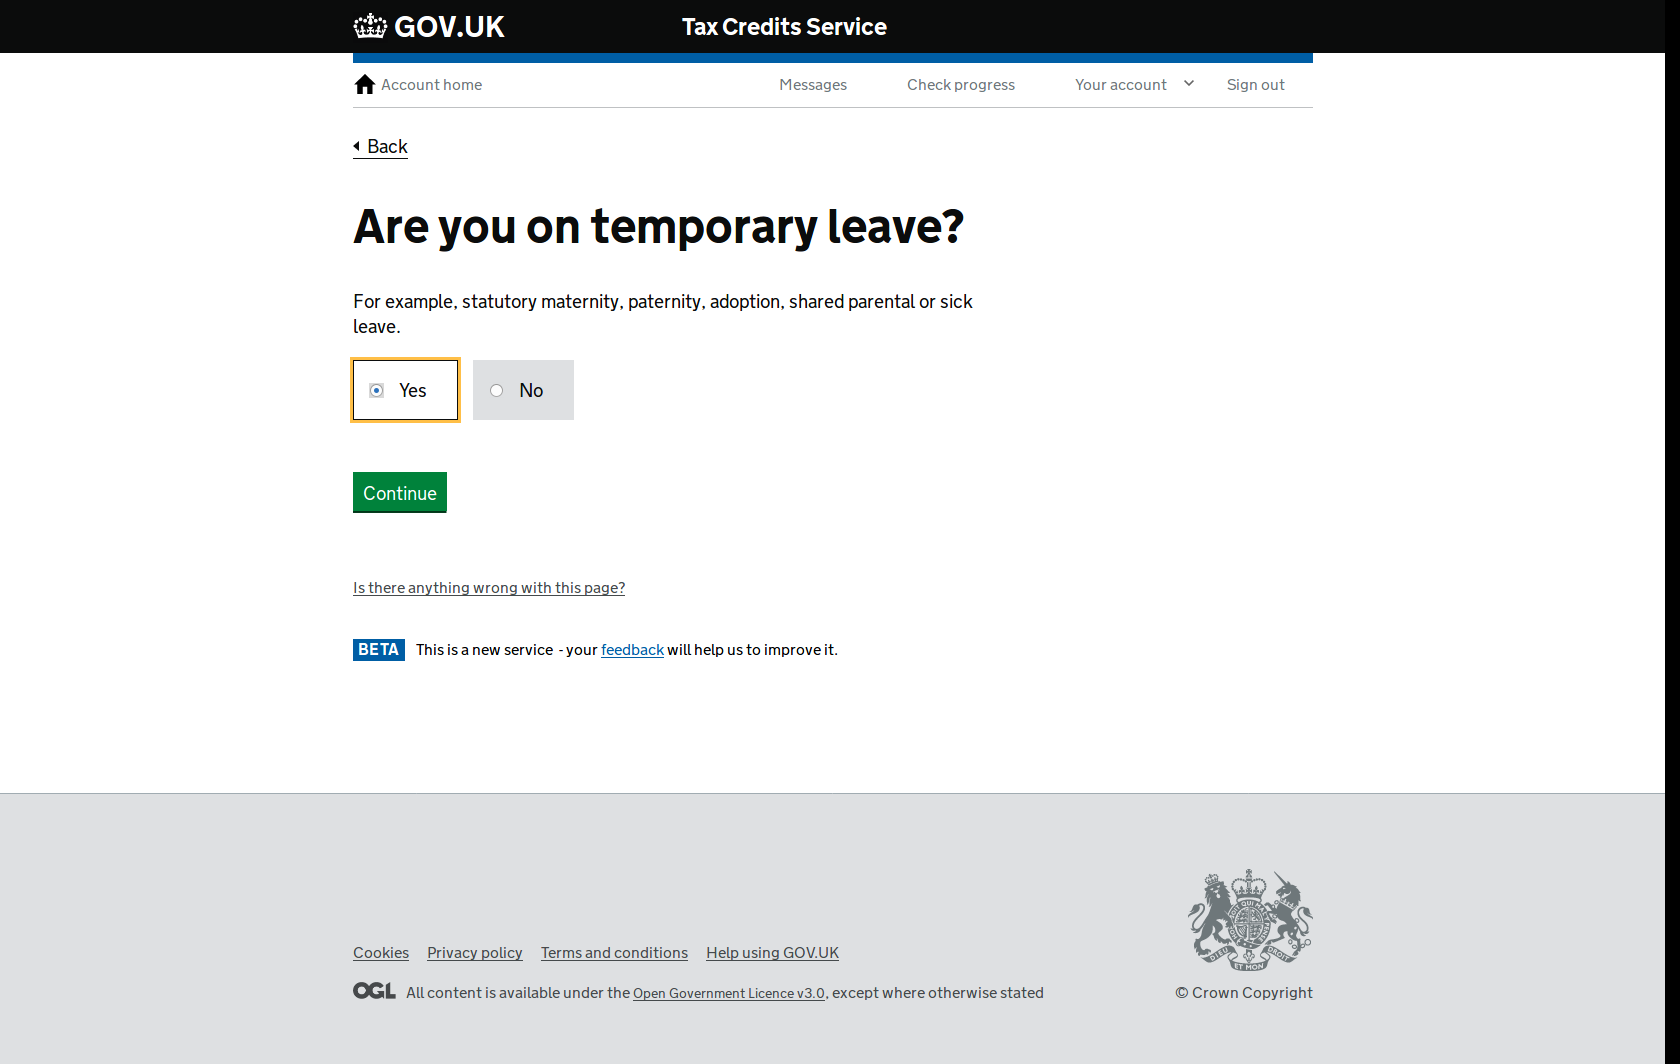 GOV.UK
Tax Credits Service
Account home
Messages
Check progress
Your account
Sign out
Back
Are you on temporary leave?
For example, statutory maternity, paternity, adoption, shared parental or sick
leave.
Yes
No
Continue
Is there anything wrong with this page?
BETA This is a new service - your feedback will help us to improve it.
Cookies
Privacy policy
Terms and conditions
Help using GOV.UK
OGL All content is available under the Open Government Licence v3.0, except where otherwise stated
DIEU ET MON DROIT
© Crown Copyright